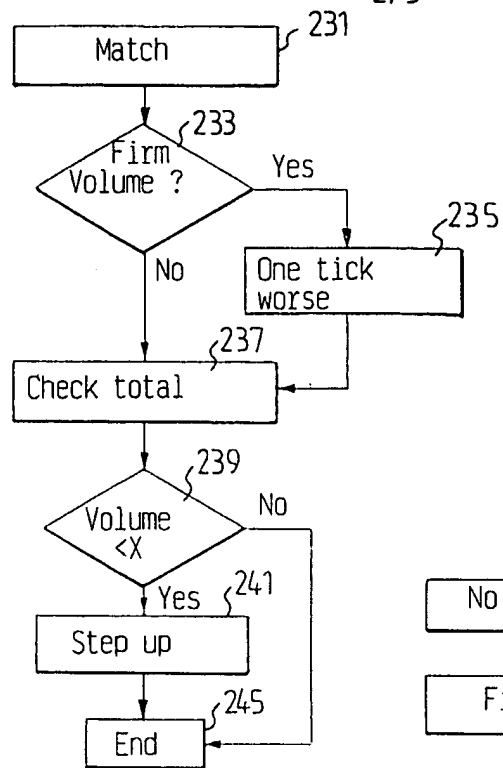 231
Match
233
Firm
Volume ?
Yes
235
No
One tick
worse
237
Check total
239
Volume
<X
No
Yes
241
Step up
No
245
End